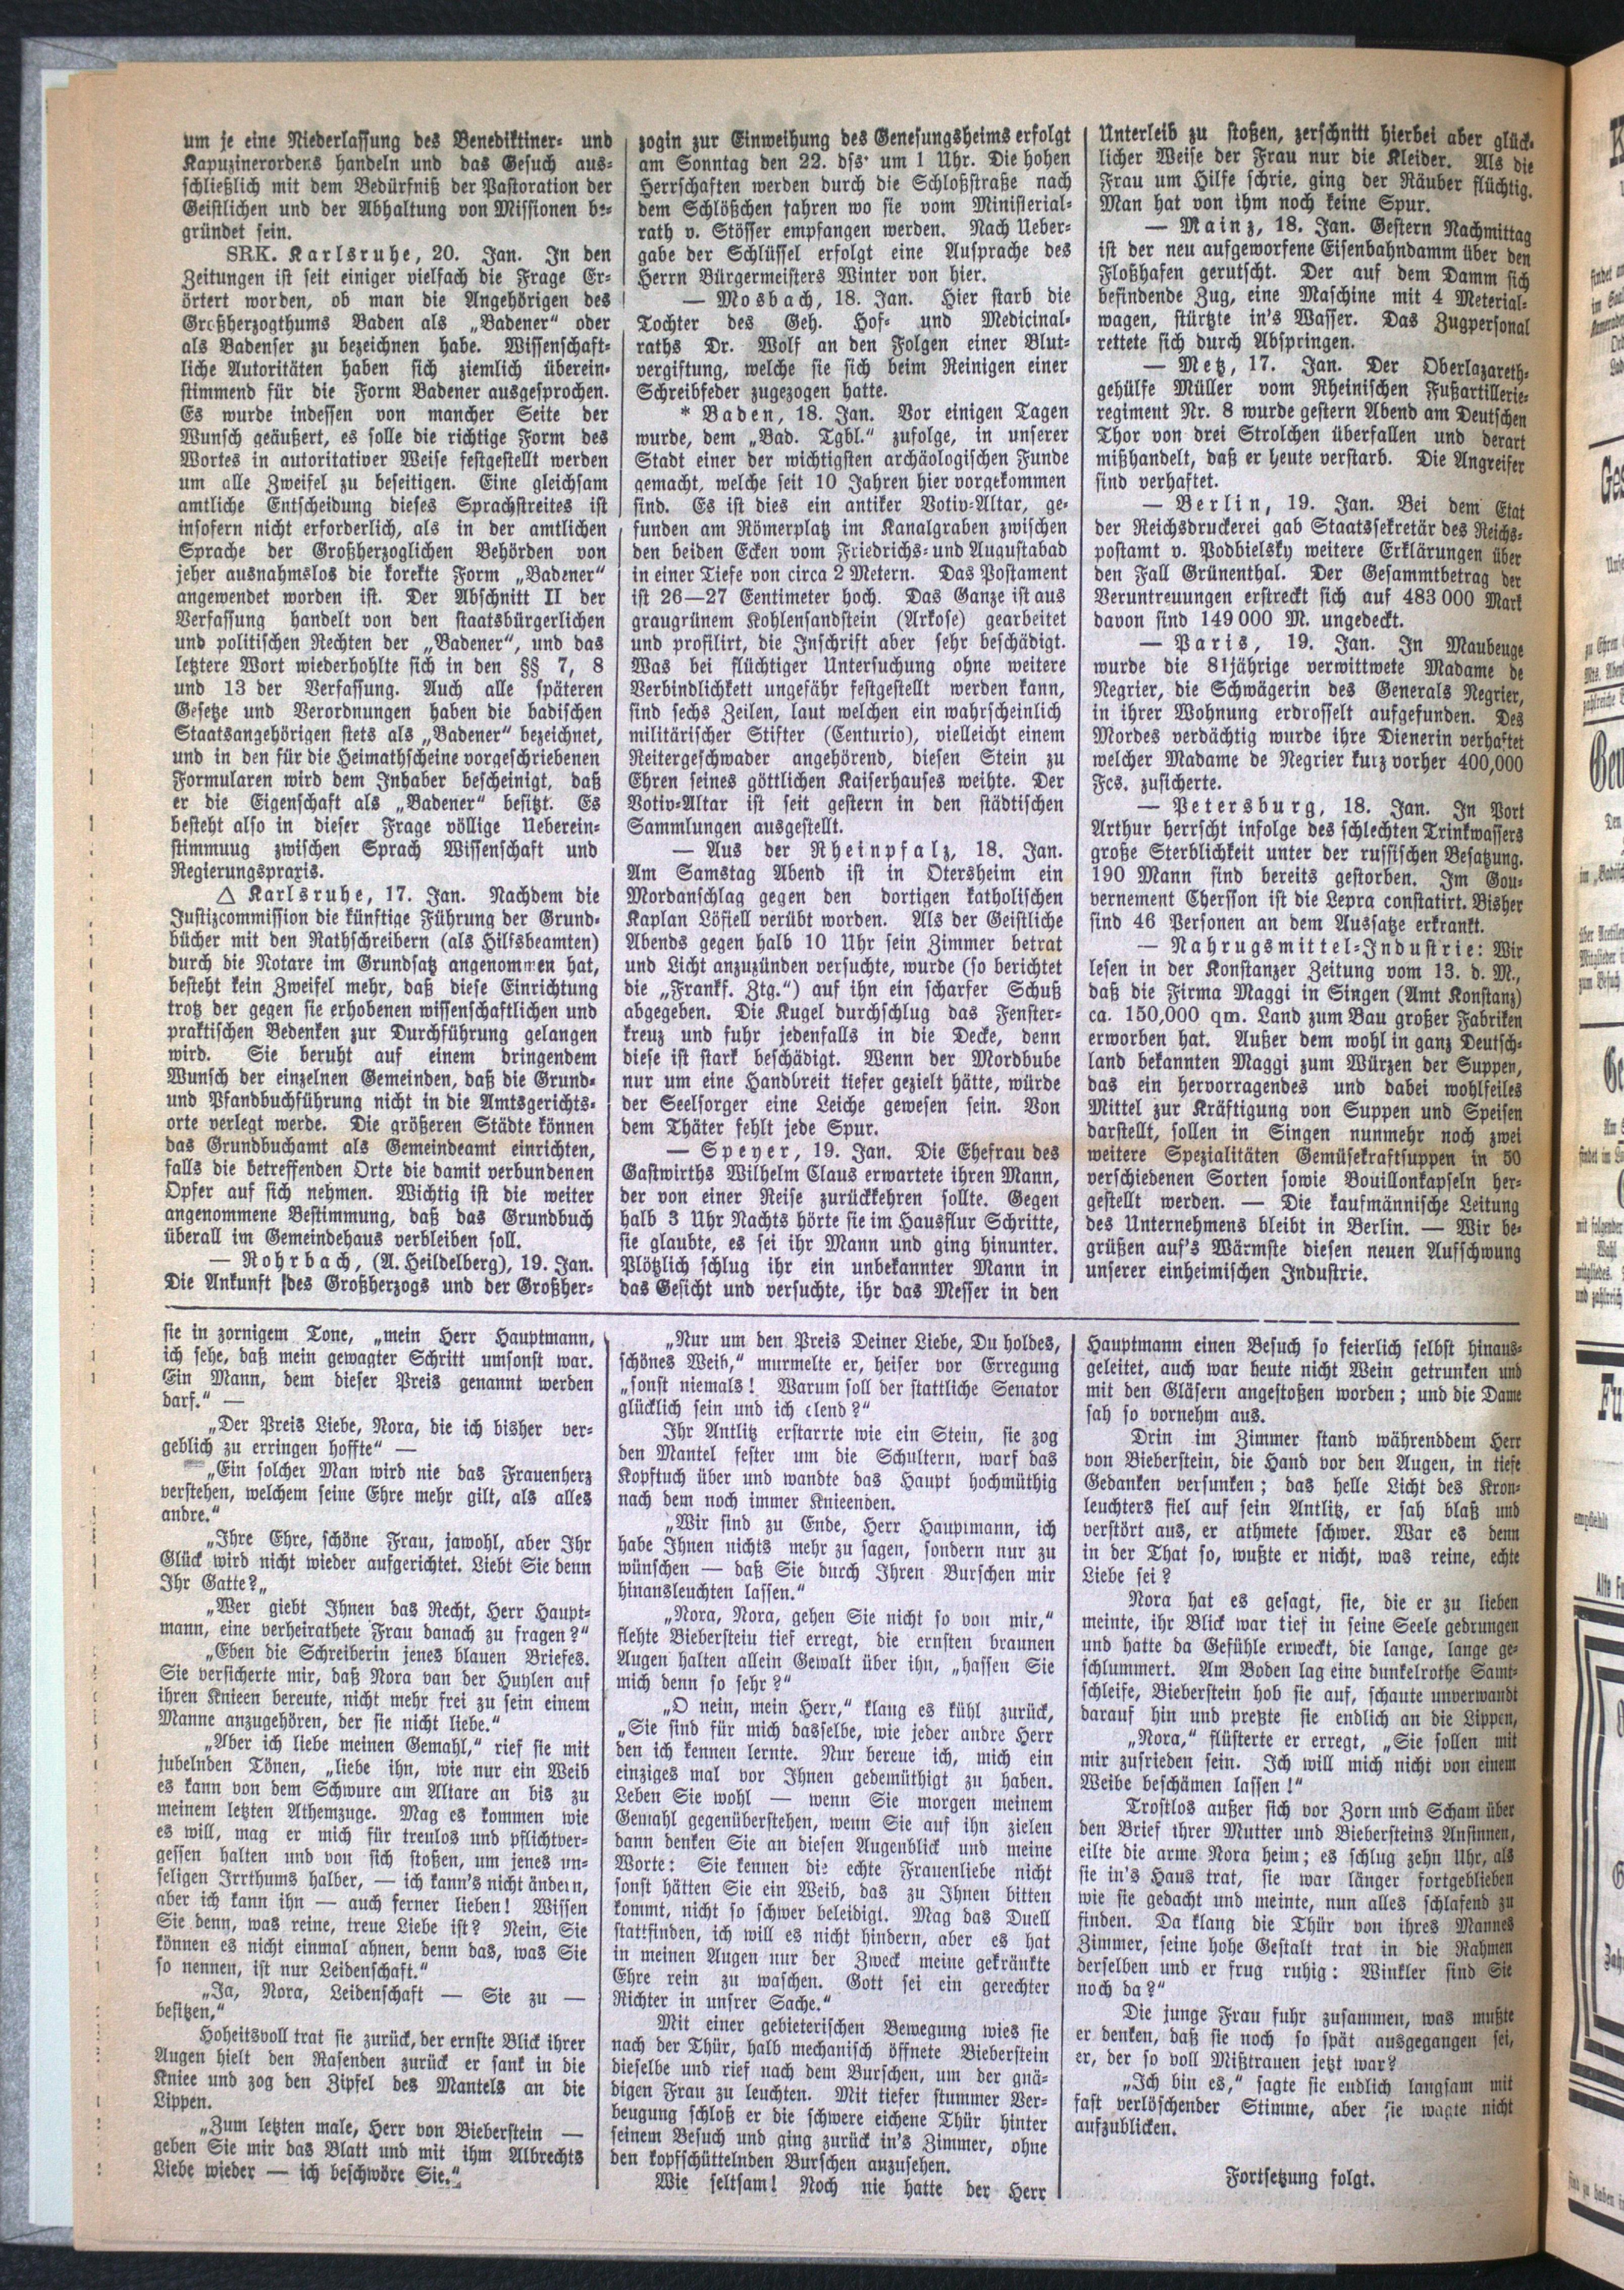 um je eine Niederlassung des Benediktiner- und
Kapuzinerordens handeln und das Gesuch aus-
schließlich mit dem Bedürfniß der Pastoration der
Geistlichen und der Abhaltung von Missionen be-
gründet sein.
SRK. Karlsruhe, 20. Jan. In den
Zeitungen ist seit einiger vielfach die Frage Er-
örtert worden, ob man die Angehörigen des
Großherzogthums Baden als „Badener" oder
als Badenser zu bezeichnen habe. Wissenschaft-
liche Autoritäten haben sich ziemlich überein-
stimmend für die Form Badener ausgesprochen.
Es wurde indessen von mancher Seite der
Wunsch geäußert, es solle die richtige Form des
Wortes in autoritativer Weise festgestellt werden
um alle Zweifel zu beseitigen. Eine gleichsam
amtliche Entscheidung dieses Sprachstreites ist
insofern nicht erforderlich, als in der amtlichen
Sprache der Großherzoglichen Behörden von
jeher ausnahmslos die korekte Form „Badener"
angewendet worden ist. Der Abschnitt II der
Verfassung handelt von den staatsbürgerlichen
und politischen Rechten der „Badener", und das
letztere Wort wiederhohlte sich in den §§ 7, 8
und 13 der Verfassung. Auch alle späteren
Gesetze und Verordnungen haben die badischen
Staatsangehörigen stets als „Badener" bezeichnet,
und in den für die Heimathscheine vorgeschriebenen
Formularen wird dem Inhaber bescheinigt, daß
er die Eigenschaft als „Badener" besitzt. Es
besteht also in dieser Frage völlige Ueberein-
stimmuug zwischen Sprach Wissenschaft und
Regierungspraxis.
△ Karlsruhe, 17. Jan. Nachdem die
Justizcommission die künftige Führung der Grund-
bücher mit den Rathschreibern (als Hilfsbeamten)
durch die Notare im Grundsatz angenommen hat,
besteht kein Zweifel mehr, daß diese Einrichtung
trotz der gegen sie erhobenen wissenschaftlichen und
praktischen Bedenken zur Durchführung gelangen
wird. Sie beruht auf einem dringendem
Wunsch der einzelnen Gemeinden, daß die Grund-
und Pfandbuchführung nicht in die Amtsgerichts-
orte verlegt werde. Die größeren Städte können
das Grundbuchamt als Gemeindeamt einrichten,
falls die betreffenden Orte die damit verbundenen
Opfer auf sich nehmen. Wichtig ist die weiter
angenommene Bestimmung, daß das Grundbuch
überall im Gemeindehaus verbleiben soll.
— Rohrbach, (A. Heildelberg), 19. Jan.
Die Ankunft des Großherzogs und der Großher-
zogin zur Einweihung des Genesungsheims erfolgt
am Sonntag den 22. dss. um 1 Uhr. Die hohen
Herrschaften werden durch die Schloßstraße nach
dem Schlößchen fahren wo sie vom Ministerial-
rath v. Stösser empfangen werden. Nach Ueber-
gabe der Schlüssel erfolgt eine Ausprache des
Herrn Bürgermeisters Winter von hier.
— Mosbach, 18. Jan. Hier starb die
Tochter des Geh. Hof- und Medicinal-
raths Dr. Wolf an den Folgen einer Blut-
vergiftung, welche sie sich beim Reinigen einer
Schreibfeder zugezogen hatte.
* Baden, 18. Jan. Vor einigen Tagen
wurde, dem „Bad. Tgbl." zufolge, in unserer
Stadt einer der wichtigsten archäologischen Funde
gemacht, welche seit 10 Jahren hier vorgekommen
sind. Es ist dies ein antiker Votiv-Altar, ge-
funden am Römerplatz im Kanalgraben zwischen
den beiden Ecken vom Friedrichs- und Augustabad
in einer Tiefe von circa 2 Metern. Das Postament
ist 26—27 Centimeter hoch. Das Ganze ist aus
graugrünem Kohlensandstein (Arkose) gearbeitet
und profilirt, die Inschrift aber sehr beschädigt.
Was bei flüchtiger Untersuchung ohne weitere
Verbindlichkett ungefähr festgestellt werden kann,
sind sechs Zeilen, laut welchen ein wahrscheinlich
militärischer Stifter (Centurio), vielleicht einem
Reitergeschwader angehörend, diesen Stein zu
Ehren seines göttlichen Kaiserhauses weihte. Der
Votiv-Altar ist seit gestern in den städtischen
Sammlungen ausgestellt.
— Aus der Rheinpfalz, 18. Jan.
Am Samstag Abend ist in Otersheim ein
Mordanschlag gegen den dortigen katholischen
Kaplan Löfiell verübt worden. Als der Geistliche
Abends gegen halb 10 Uhr sein Zimmer betrat
und Licht anzuzünden versuchte, wurde (so berichtet
die „Frankf. Ztg.") auf ihn ein scharfer Schuß
abgegeben. Die Kugel durchschlug das Fenster-
kreuz und fuhr jedenfalls in die Decke, denn
diese ist stark beschädigt. Wenn der Mordbube
nur um eine Handbreit tiefer gezielt hätte, würde
der Seelsorger eine Leiche gewesen sein. Von
dem Thäter fehlt jede Spur.
— Speyer, 19. Jan. Die Ehefrau des
Gastwirths Wilhelm Claus erwartete ihren Mann,
der von einer Reise zurückkehren sollte. Gegen
halb 3 Uhr Nachts hörte sie im Hausflur Schritte,
sie glaubte, es sei ihr Mann und ging hinunter.
Plötzlich schlug ihr ein unbekannter Mann in
das Gesicht und versuchte, ihr das Messer in den
Unterleib zu stoßen, zerschnitt hierbei aber glück-
licher Weise der Frau nur die Kleider. Als die
Frau um Hilfe schrie, ging der Räuber flüchtig.
Man hat von ihm noch keine Spur.
— Mainz, 18. Jan. Gestern Nachmittag
ist der neu aufgeworfene Eisenbahndamm über den
Floßhafen gerutscht. Der auf dem Damm sich
befindende Zug, eine Maschine mit 4 Meterial-
wagen, stürtzte in's Wasser. Das Zugpersonal
rettete sich durch Abspringen.
— Metz, 17. Jan. Der Oberlazareth-
gehülfe Müller vom Rheinischen Fußartillerie-
regiment Nr. 8 wurde gestern Abend am Deutschen
Thor von drei Strolchen überfallen und derart
mißhandelt, daß er heute verstarb. Die Angreifer
sind verhaftet.
— Berlin, 19. Jan. Bei dem Etat
der Reichsdruckerei gab Staatssekretär des Reichs-
postamt v. Podbielsky weitere Erklärungen über
den Fall Grünenthal. Der Gesammtbetrag der
Veruntreuungen erstreckt sich auf 483 000 Mark
davon sind 149 000 M. ungedeckt.
— Paris, 19. Jan. In Maubeuge
wurde die 81jährige verwittwete Madame de
Negrier, die Schwägerin des Generals Negrier,
in ihrer Wohnung erdrosselt aufgefunden. Des
Mordes verdächtig wurde ihre Dienerin verhaftet
welcher Madame de Negrier kurz vorher 400,000
Fcs. zusicherte.
— Petersburg, 18. Jan. In Port
Arthur herrscht infolge des schlechten Trinkwassers
große Sterblichkeit unter der russischen Besatzung.
190 Mann sind bereits gestorben. Im Gou-
vernement Chersson ist die Lepra constatirt. Bisher
sind 46 Personen an dem Aussatze erkrankt.
— Nahrugsmittel-Industrie: Wir
lesen in der Konstanzer Zeitung vom 13. d. M.,
daß die Firma Maggi in Singen (Amt Konstanz)
ca. 150,000 qm. Land zum Bau großer Fabriken
erworben hat. Außer dem wohl in ganz Deutsch-
land bekannten Maggi zum Würzen der Suppen,
das ein hervorragendes und dabei wohlfeiles
Mittel zur Kräftigung von Suppen und Speisen
darstellt, sollen in Singen nunmehr noch zwei
weitere Spezialitäten Gemüsekraftsuppen in 50
verschiedenen Sorten sowie Bouillonkapseln her-
gestellt werden. — Die kaufmännische Leitung
des Unternehmens bleibt in Berlin. — Wir be-
grüßen auf's Wärmste diesen neuen Aufschwung
unserer einheimischen Industrie.
sie in zornigem Tone, „mein Herr Hauptmann,
ich sehe, daß mein gewagter Schritt umsonst war.
Ein Mann, dem dieser Preis genannt werden
darf." —
„Der Preis Liebe, Nora, die ich bisher ver-
geblich zu erringen hoffte" —
„Ein solcher Man wird nie das Frauenherz
verstehen, welchem seine Ehre mehr gilt, als alles
andre."
„Ihre Ehre, schöne Frau, jawohl, aber Ihr
Glück wird nicht wieder aufgerichtet. Liebt Sie denn
Ihr Gatte?„
„Wer giebt Ihnen das Recht, Herr Haupt-
mann, eine verheirathete Frau danach zu fragen?"
„Eben die Schreiberin jenes blauen Briefes.
Sie versicherte mir, daß Nora van der Huylen auf
ihren Knieen bereute, nicht mehr frei zu sein einem
Manne anzugehören, der sie nicht liebe."
„Aber ich liebe meinen Gemahl," rief sie mit
jubelnden Tönen, „liebe ihn, wie nur ein Weib
es kann von dem Schwure am Altare an bis zu
meinem letzten Athemzuge. Mag es kommen wie
es will, mag er mich für treulos und pflichtver-
gessen halten und von sich stoßen, um jenes un-
seligen Irrthums halber, — ich kann's nicht ändern,
aber ich kann ihn — auch ferner lieben! Wissen
Sie denn, was reine, treue Liebe ist? Nein, Sie
können es nicht einmal ahnen, denn das, was Sie
so nennen, ist nur Leidenschaft."
„Ja, Nora, Leidenschaft — Sie zu —
besitzen,"
Hoheitsvoll trat sie zurück, der ernste Blick ihrer
Augen hielt den Rasenden zurück er sank in die
Kniee und zog den Zipfel des Mantels an die
Lippen.
„Zum letzten male, Herr von Bieberstein —
geben Sie mir das Blatt und mit ihm Albrechts
Liebe wieder — ich beschwöre Sie."
„Nur um den Preis Deiner Liebe, Du holdes,
schönes Weib," murmelte er, heiser vor Erregung
„sonst niemals! Warum soll der stattliche Senator
glücklich sein und ich elend?"
Ihr Antlitz erstarrte wie ein Stein, sie zog
den Mantel fester um die Schultern, warf das
Kopftuch über und wandte das Haupt hochmüthig
nach dem noch immer Knieenden.
„Wir sind zu Ende, Herr Hauptmann, ich
habe Ihnen nichts mehr zu sagen, sondern nur zu
wünschen — daß Sie durch Ihren Burschen mir
hinausleuchten lassen."
„Nora, Nora, gehen Sie nicht so von mir,"
flehte Bieberstein tief erregt, die ernsten braunen
Augen halten allein Gewalt über ihn, „hassen Sie
mich denn so sehr?"
„O nein, mein Herr," klang es kühl zurück,
„Sie sind für mich dasselbe, wie jeder andre Herr
den ich kennen lernte. Nur bereue ich, mich ein
einziges mal vor Ihnen gedemüthigt zu haben.
Leben Sie wohl — wenn Sie morgen meinem
Gemahl gegenüberstehen, wenn Sie auf ihn zielen
dann denken Sie an diesen Augenblick und meine
Worte: Sie kennen die echte Frauenliebe nicht
sonst hätten Sie ein Weib, das zu Ihnen bitten
kommt, nicht so schwer beleidigt. Mag das Duell
stattfinden, ich will es nicht hindern, aber es hat
in meinen Augen nur der Zweck meine gekränkte
Ehre rein zu waschen. Gott sei ein gerechter
Richter in unsrer Sache."
Mit einer gebieterischen Bewegung wies sie
nach der Thür, halb mechanisch öffnete Bieberstein
dieselbe und rief nach dem Burschen, um der gnä-
digen Frau zu leuchten. Mit tiefer stummer Ver-
beugung schloß er die schwere eichene Thür hinter
seinem Besuch und ging zurück in's Zimmer, ohne
den kopfschüttelnden Burschen anzusehen.
Wie seltsam! Noch nie hatte der Herr
Hauptmann einen Besuch so feierlich selbst hinaus-
geleitet, auch war heute nicht Wein getrunken und
mit den Gläsern angestoßen worden; und die Dame
sah so vornehm aus.
Drin im Zimmer stand währenddem Herr
von Bieberstein, die Hand vor den Augen, in tiefe
Gedanken versunken; das helle Licht des Kron-
leuchters fiel auf sein Antlitz, er sah blaß und
verstört aus, er athmete schwer. War es denn
in der That so, wußte er nicht, was reine, echte
Liebe sei?
Nora hat es gesagt, sie, die er zu lieben
meinte, ihr Blick war tief in seine Seele gedrungen
und hatte da Gefühle erweckt, die lange, lange ge-
schlummert. Am Boden lag eine dunkelrothe Samt-
schleife, Bieberstein hob sie auf, schaute unverwandt
darauf hin und preßte sie endlich an die Lippen,
„Nora," flüsterte er erregt, „Sie sollen mit
mir zufrieden sein. Ich will mich nicht von einem
Weibe beschämen lassen!"
Trostlos außer sich vor Zorn und Scham über
den Brief ihrer Mutter und Biebersteins Ansinnen,
eilte die arme Nora heim; es schlug zehn Uhr, als
sie in's Haus trat, sie war länger fortgeblieben
wie sie gedacht und meinte, nun alles schlafend zu
finden. Da klang die Thür von ihres Mannes
Zimmer, seine hohe Gestalt trat in die Rahmen
derselben und er frug ruhig: Winkler sind Sie
noch da?"
Die junge Frau fuhr zusammen, was mußte
er denken, daß sie noch so spät ausgegangen sei,
er, der so voll Mißtrauen jetzt war?
„Ich bin es," sagte sie endlich langsam mit
fast verlöschender Stimme, aber sie wagte nicht
aufzublicken.
Fortsetzung folgt.